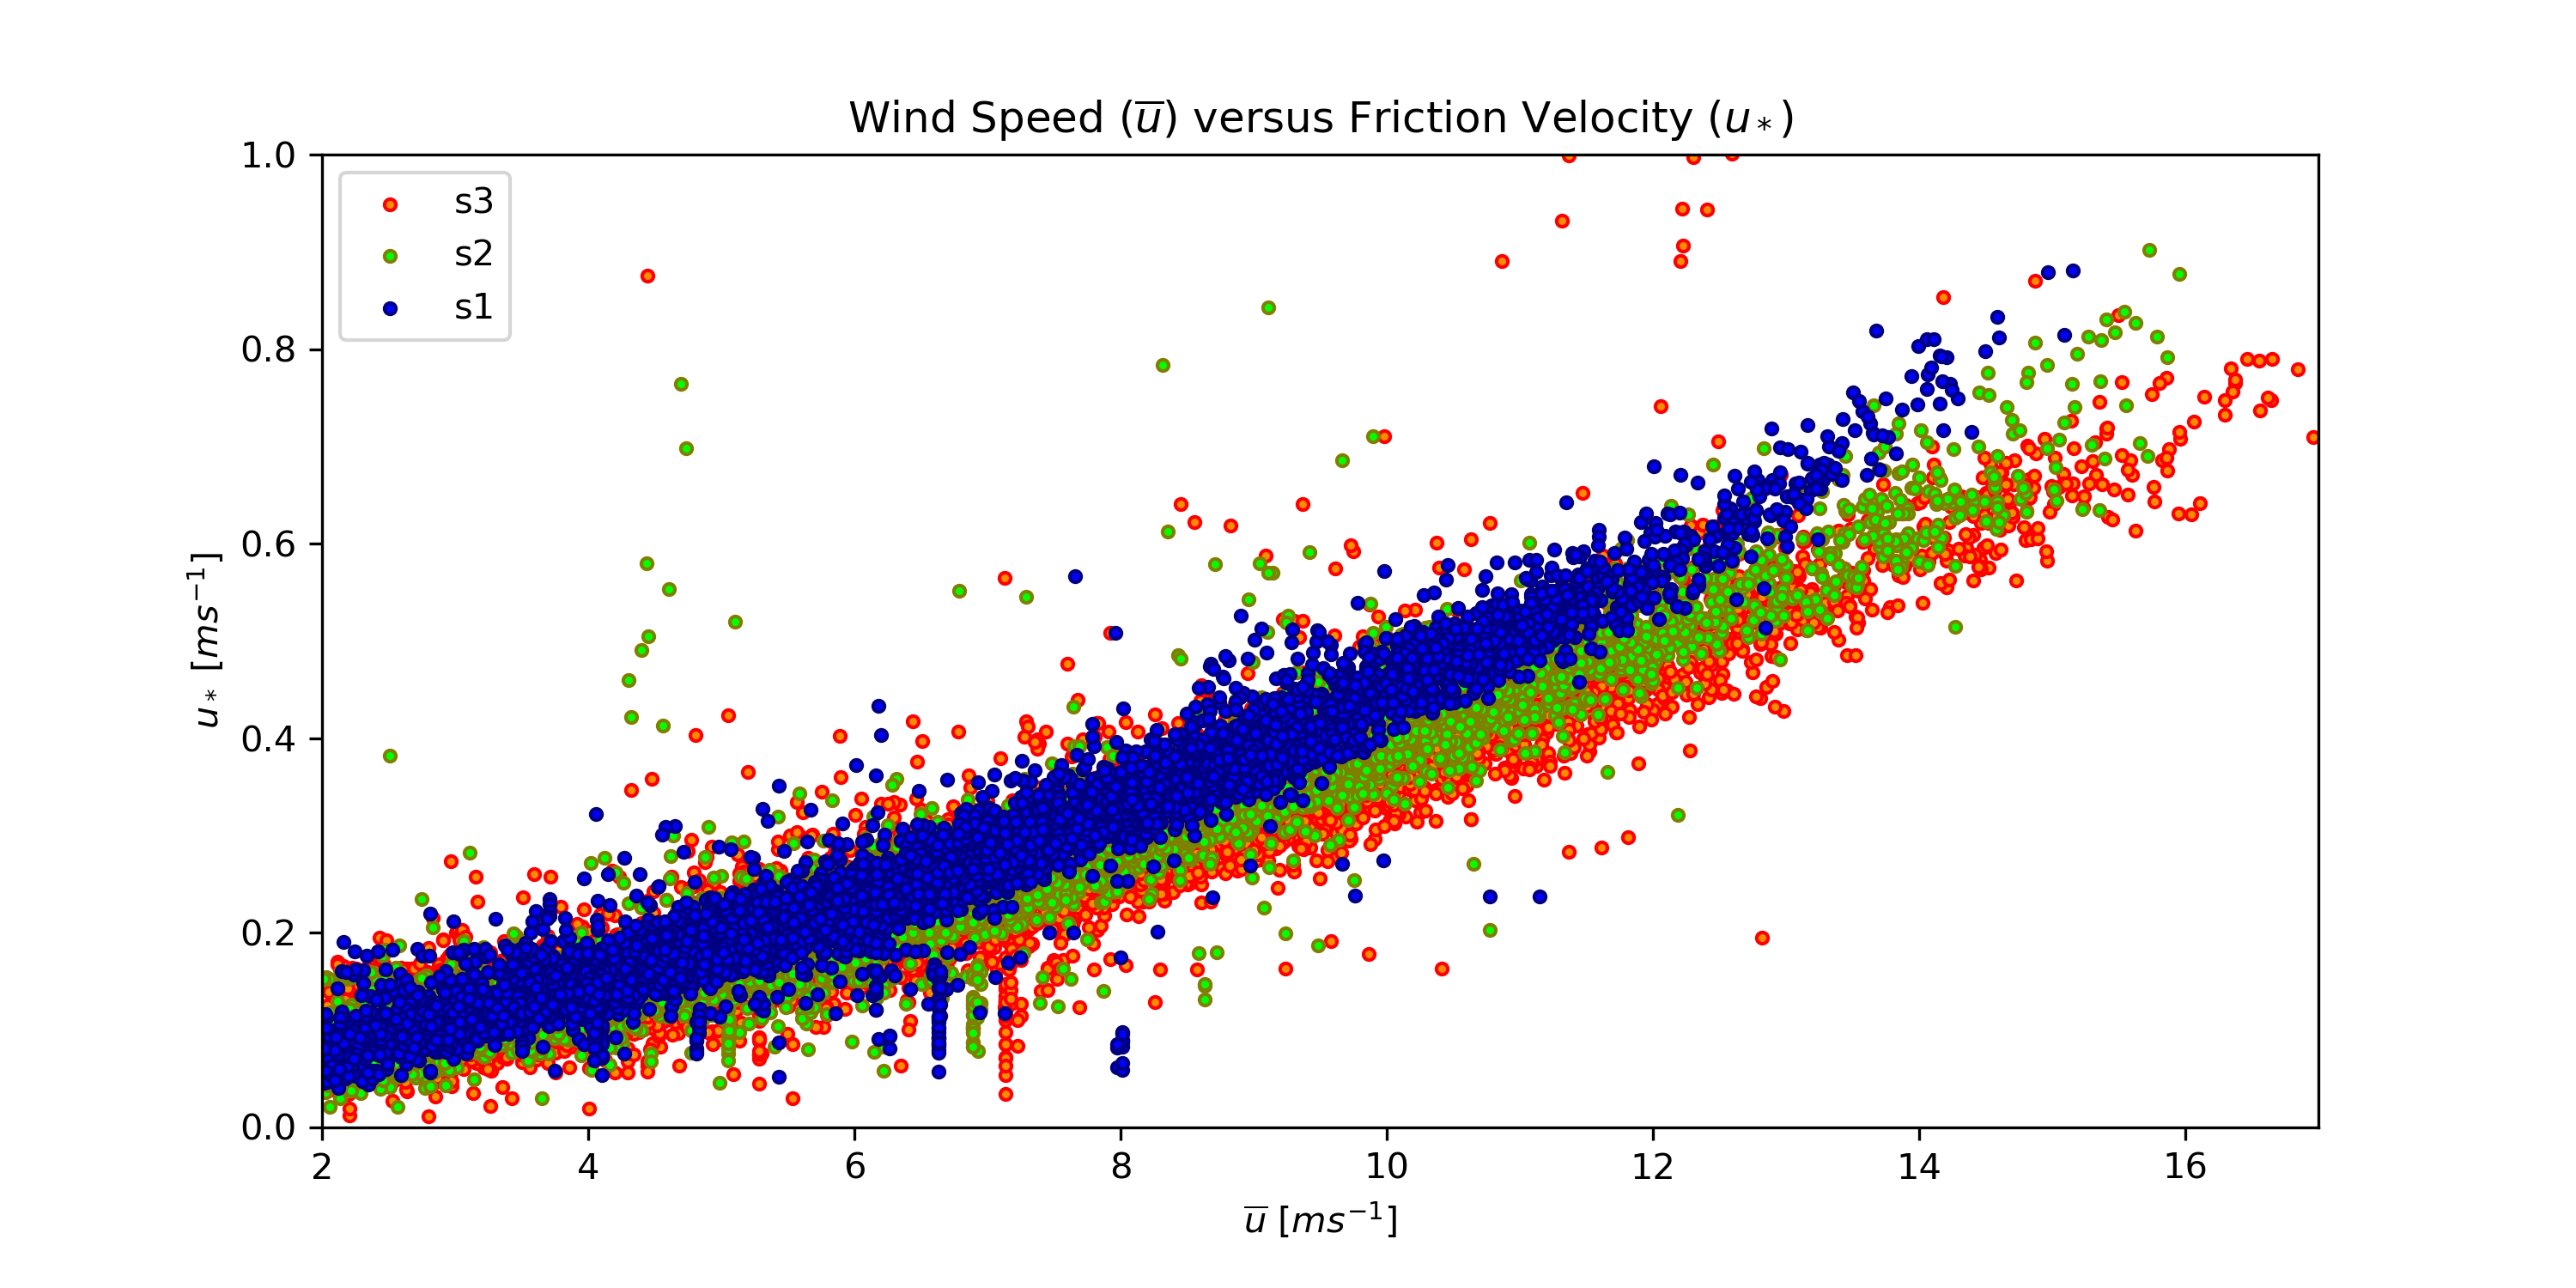 Wind Speed (u̅) versus Friction Velocity (u*)
1.0
0.8
0.6
0.4
0.2
0.0
u* [ms⁻¹]
s3
s2
s1
2 4 6 8 10 12 14 16
u̅ [ms⁻¹]